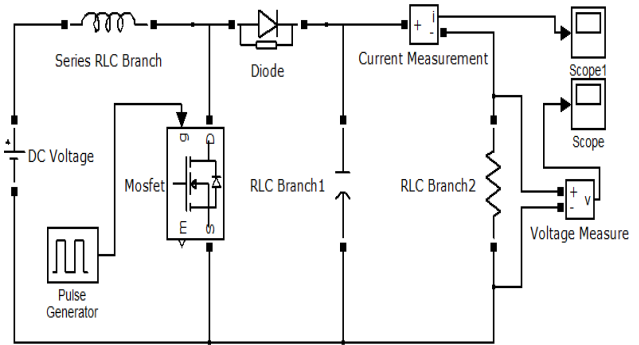 i
+
-
Series RLC Branch
Diode
Current Measurement
Scope1
+
DC Voltage
g
D
Mosfet
m
S
RLC Branch1
RLC Branch2
Scope
+
-
v
Voltage Measure
Pulse
Generator